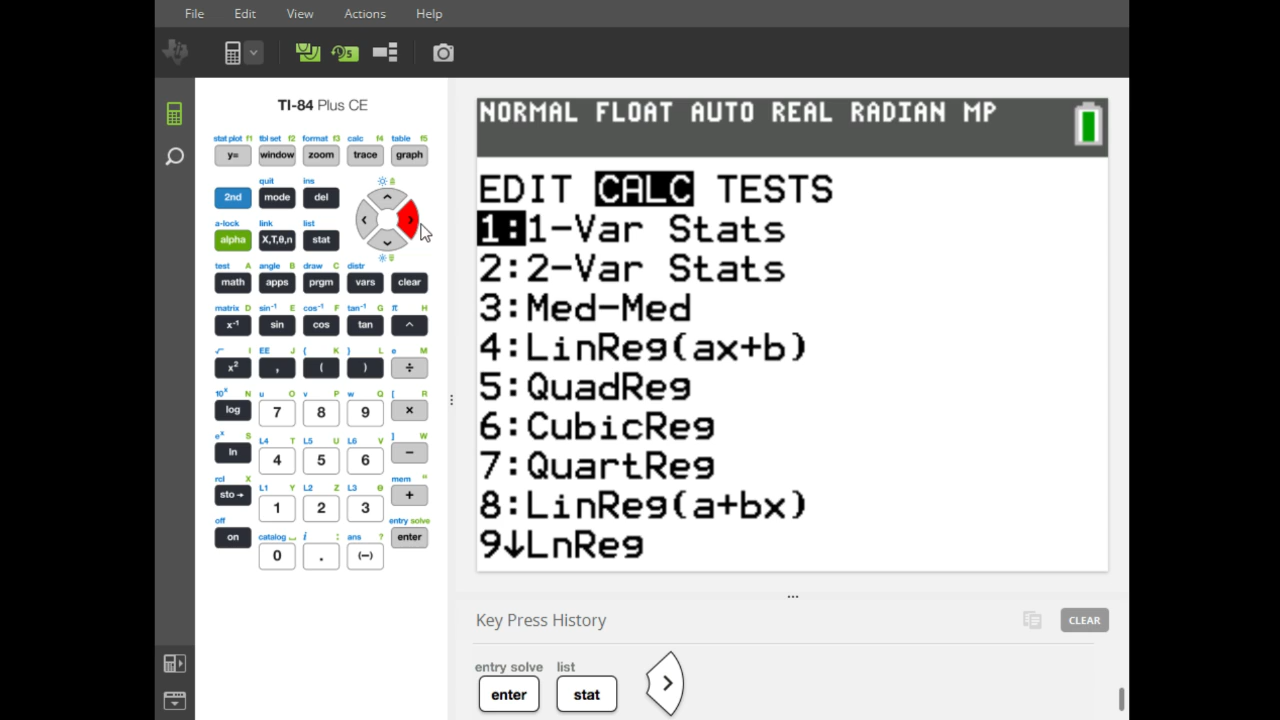 File Edit View Actions Help
TI-84 Plus CE
stat plot f1 tbl set f2 format f3 calc f4 table f5
y= window zoom trace graph
quit ins
2nd mode del
a-lock link list
alpha X,T,θ,n stat
test A angle B draw C distr
math apps prgm vars clear
matrix D sin⁻¹ E cos⁻¹ F tan⁻¹ G π H
x⁻¹ sin cos tan ^
√ I EE J { K } L e M
x² , ( ) ÷
10ˣ N u O v P w Q [ R
log 7 8 9 ×
eˣ S L4 T L5 U L6 V ] W
ln 4 5 6 −
rcl X L1 Y L2 Z L3 θ mem "
sto→ 1 2 3 +
off catalog i : ans ? entry solve
on 0 . (−) enter
NORMAL FLOAT AUTO REAL RADIAN MP
EDIT CALC TESTS
1:1-Var Stats
2:2-Var Stats
3:Med-Med
4:LinReg(ax+b)
5:QuadReg
6:CubicReg
7:QuartReg
8:LinReg(a+bx)
9↓LnReg
Key Press History
CLEAR
entry solve list
enter stat >